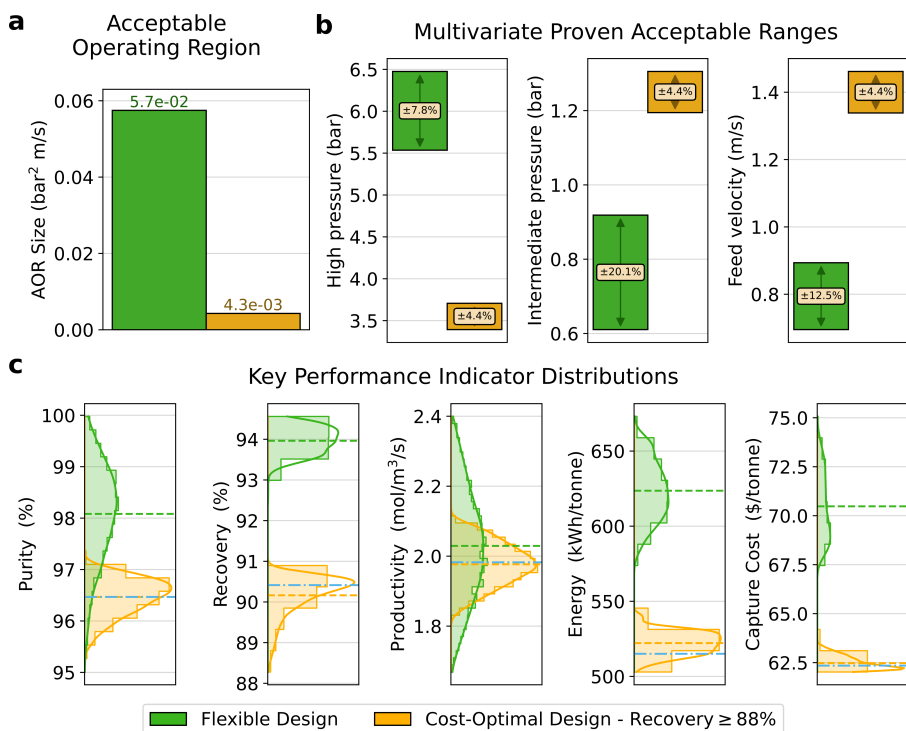 a
Acceptable
Operating Region
b
Multivariate Proven Acceptable Ranges
AOR Size (bar² m/s)
0.06
0.04
0.02
0.00
5.7e-02
4.3e-03
High pressure (bar)
6.5
6.0
5.5
5.0
4.5
4.0
3.5
±7.8%
±4.4%
Intermediate pressure (bar)
1.2
1.0
0.8
0.6
±20.1%
±4.4%
Feed velocity (m/s)
1.4
1.2
1.0
0.8
±12.5%
±4.4%
c
Key Performance Indicator Distributions
Purity (%)
100
99
98
97
96
95
Recovery (%)
94
93
92
91
90
89
88
Productivity (mol/m³/s)
2.4
2.2
2.0
1.8
Energy (kWh/tonne)
650
600
550
500
Capture Cost ($/tonne)
75.0
72.5
70.0
67.5
65.0
62.5
Flexible Design
Cost-Optimal Design - Recovery ≥ 88%